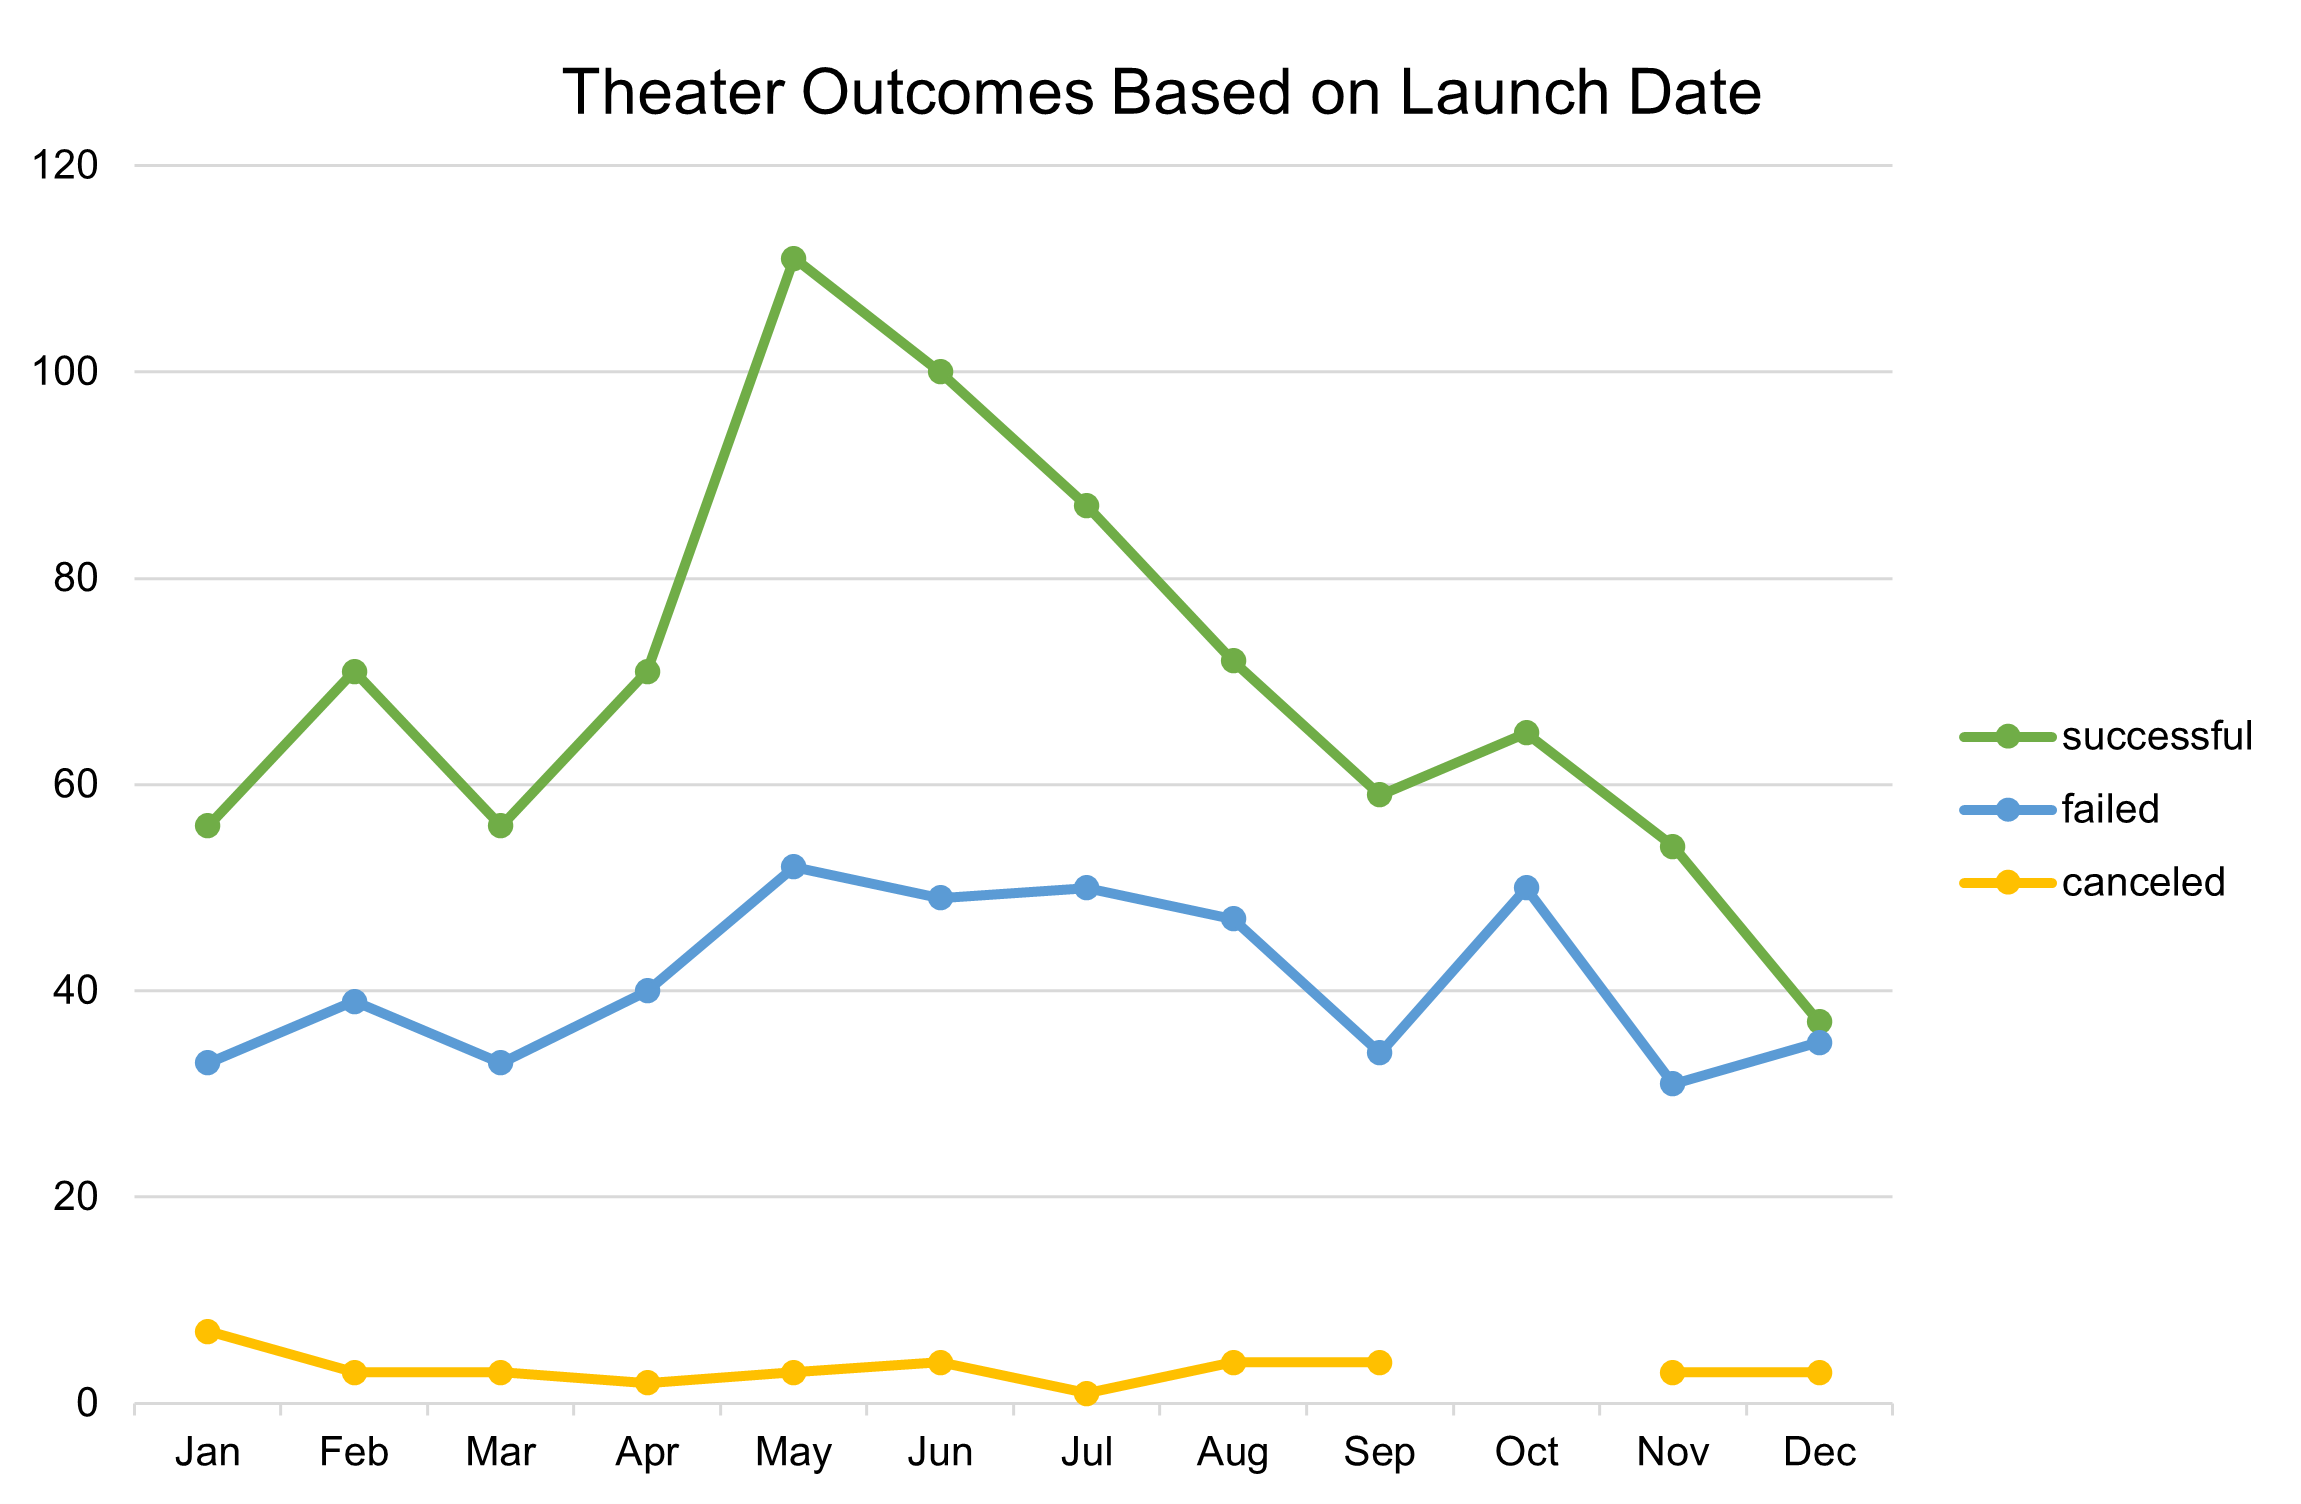 Theater Outcomes Based on Launch Date
120
100
80
60
40
20
0
Jan Feb Mar Apr May Jun Jul Aug Sep Oct Nov Dec
successful
failed
canceled